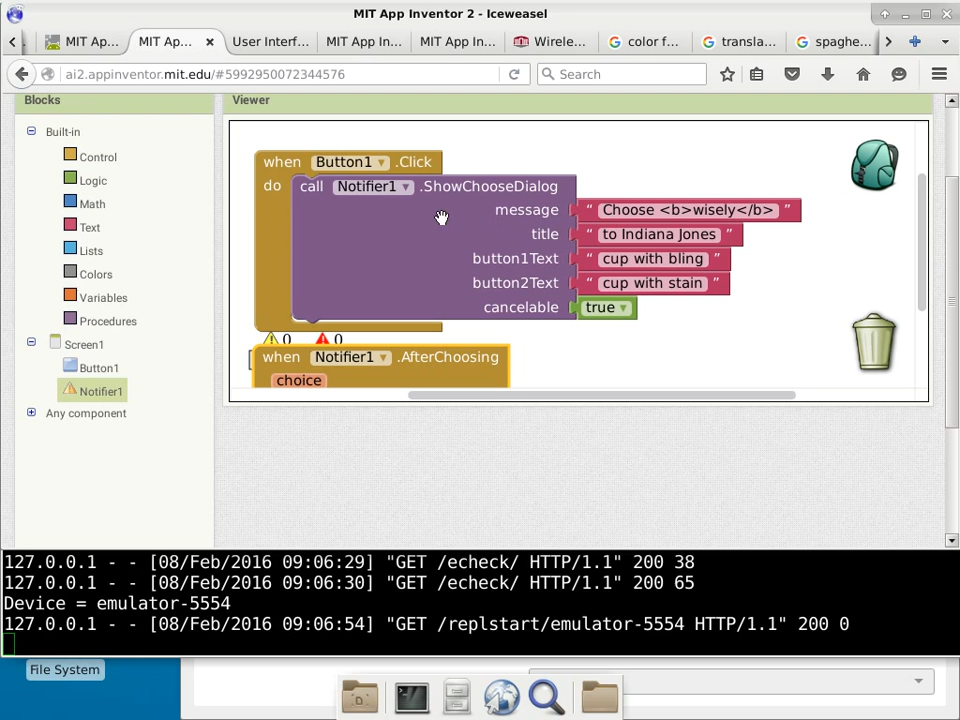 MIT App Inventor 2 - Iceweasel
MIT Ap...
MIT Ap...
User Interf...
MIT App In...
MIT App In...
Wirele...
color f...
transla...
spaghe...
ai2.appinventor.mit.edu/#5992950072344576
Search
Blocks
Viewer
Built-in
Control
Logic
Math
Text
Lists
Colors
Variables
Procedures
Screen1
Button1
Notifier1
Any component
when Button1 .Click
do call Notifier1 .ShowChooseDialog
message “ Choose <b>wisely</b> ”
title “ to Indiana Jones ”
button1Text “ cup with bling ”
button2Text “ cup with stain ”
cancelable true
0 0
when Notifier1 .AfterChoosing
choice
127.0.0.1 - - [08/Feb/2016 09:06:29] "GET /echeck/ HTTP/1.1" 200 38
127.0.0.1 - - [08/Feb/2016 09:06:30] "GET /echeck/ HTTP/1.1" 200 65
Device = emulator-5554
127.0.0.1 - - [08/Feb/2016 09:06:54] "GET /replstart/emulator-5554 HTTP/1.1" 200 0
File System